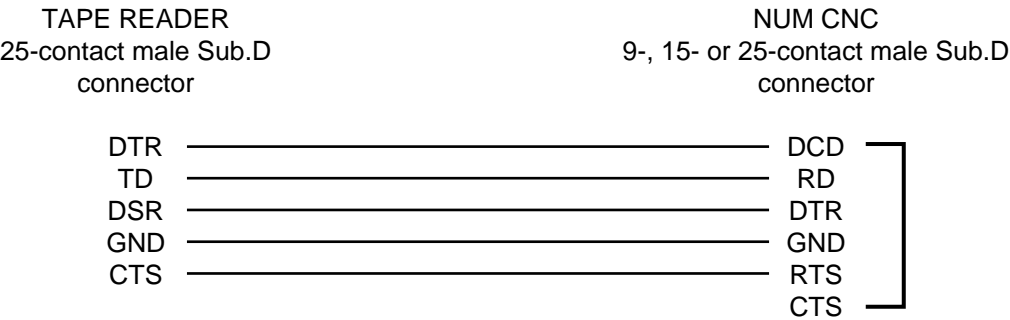 TAPE READER
25-contact male Sub.D
connector
NUM CNC
9-, 15- or 25-contact male Sub.D
connector
DTR DCD
TD RD
DSR DTR
GND GND
CTS RTS
CTS